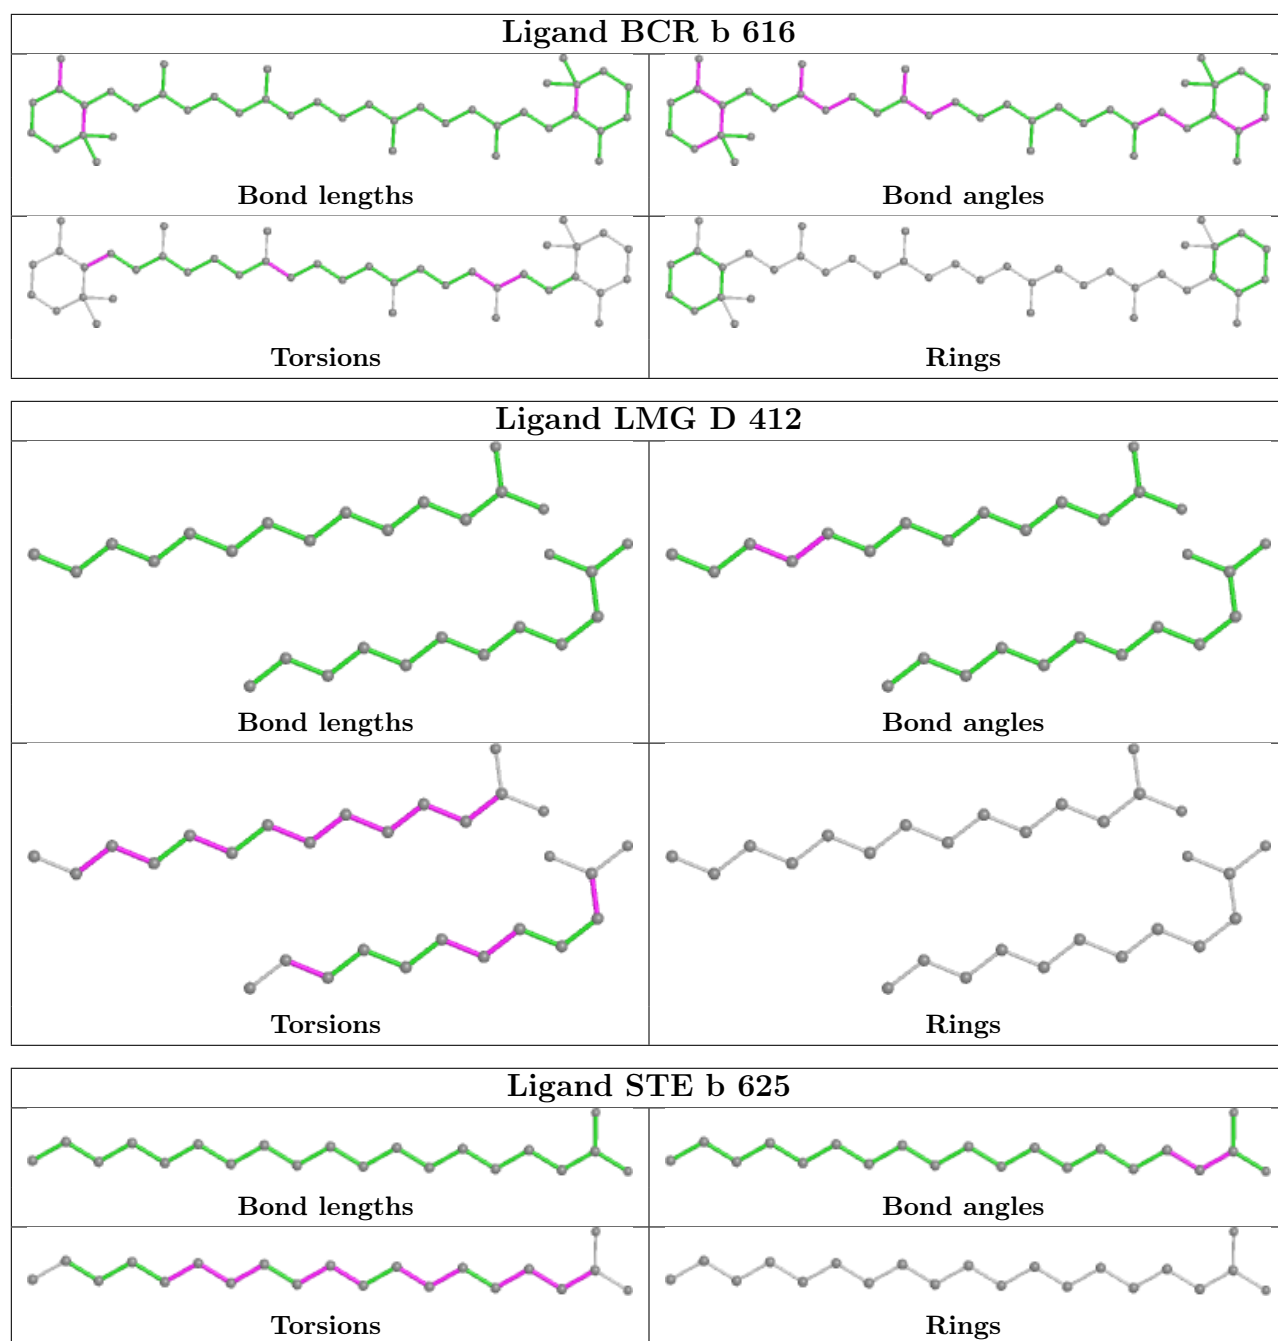 Ligand BCR b 616
Bond lengths
Bond angles
Torsions
Rings
Ligand LMG D 412
Bond lengths
Bond angles
Torsions
Rings
Ligand STE b 625
Bond lengths
Bond angles
Torsions
Rings